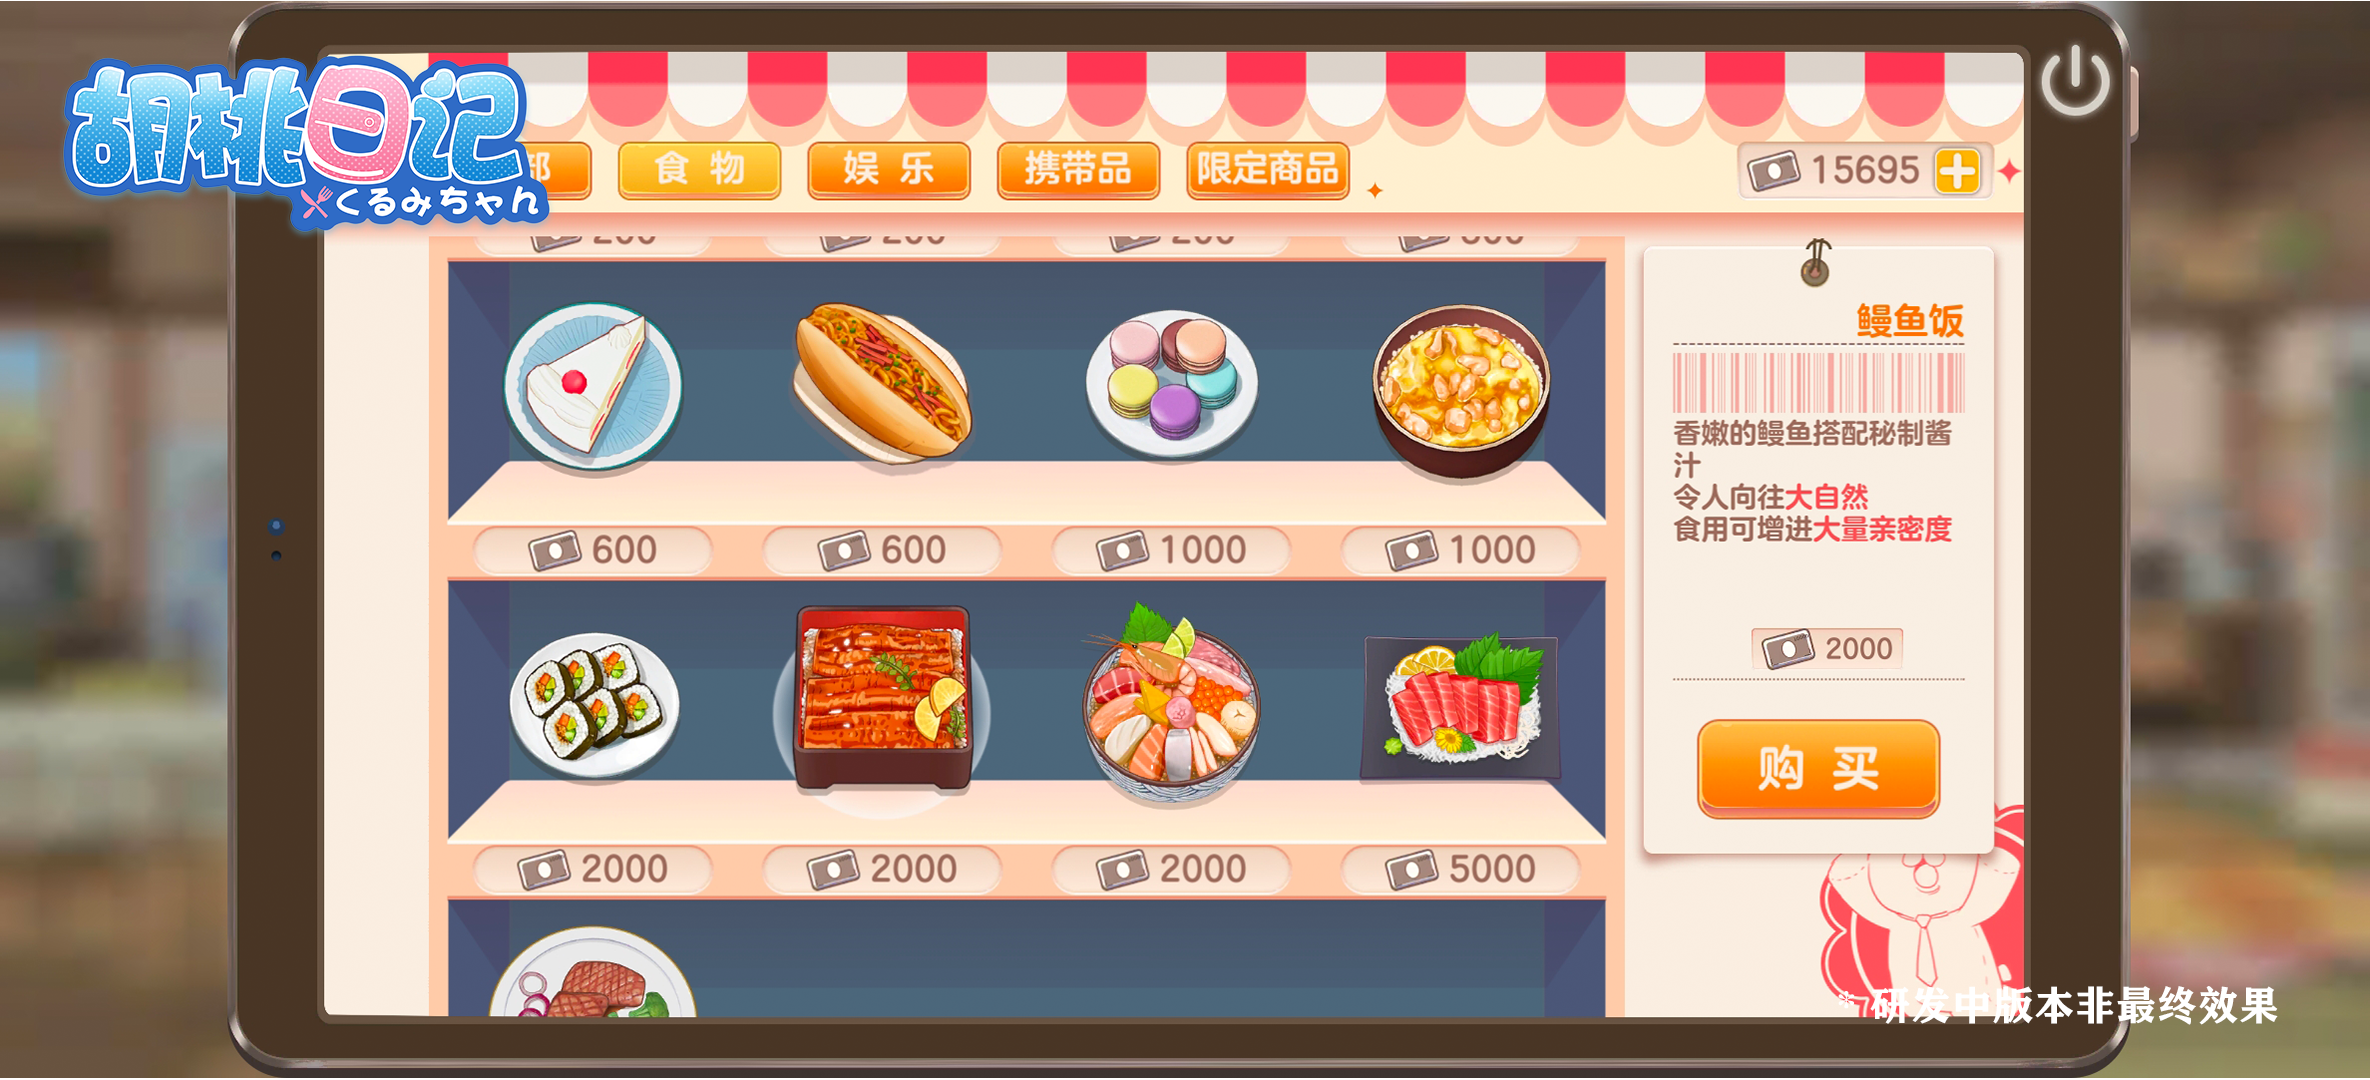 胡桃日记
くるみちゃん
部
食物
娱乐
携带品
限定商品
15695
鳗鱼饭
香嫩的鳗鱼搭配秘制酱
汁
令人向往大自然
食用可增进大量亲密度
2000
购买
600
600
1000
1000
2000
2000
2000
5000
* 研发中版本非最终效果